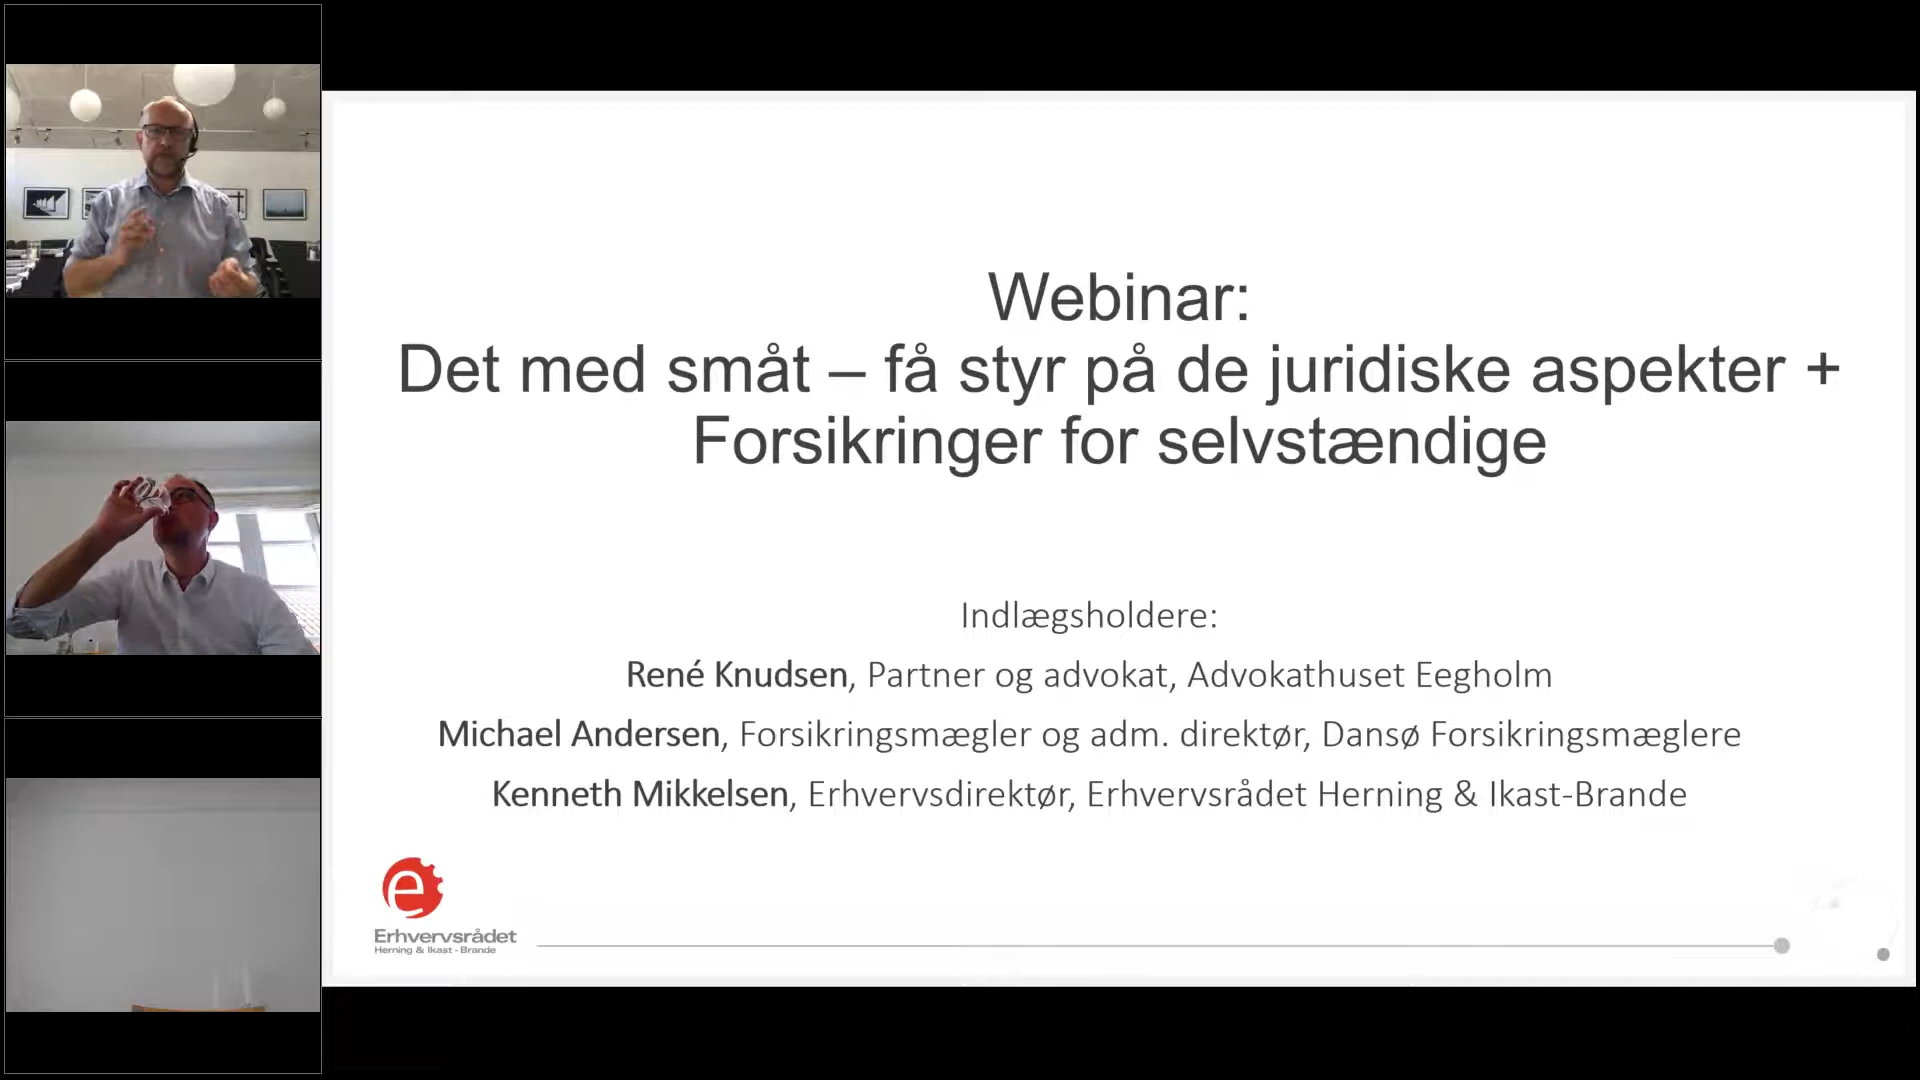 Webinar:
Det med småt – få styr på de juridiske aspekter +
Forsikringer for selvstændige
Indlægsholdere:
René Knudsen, Partner og advokat, Advokathuset Eegholm
Michael Andersen, Forsikringsmægler og adm. direktør, Dansø Forsikringsmæglere
Kenneth Mikkelsen, Erhvervsdirektør, Erhvervsrådet Herning & Ikast-Brande
e
Erhvervsrådet
Herning & Ikast - Brande